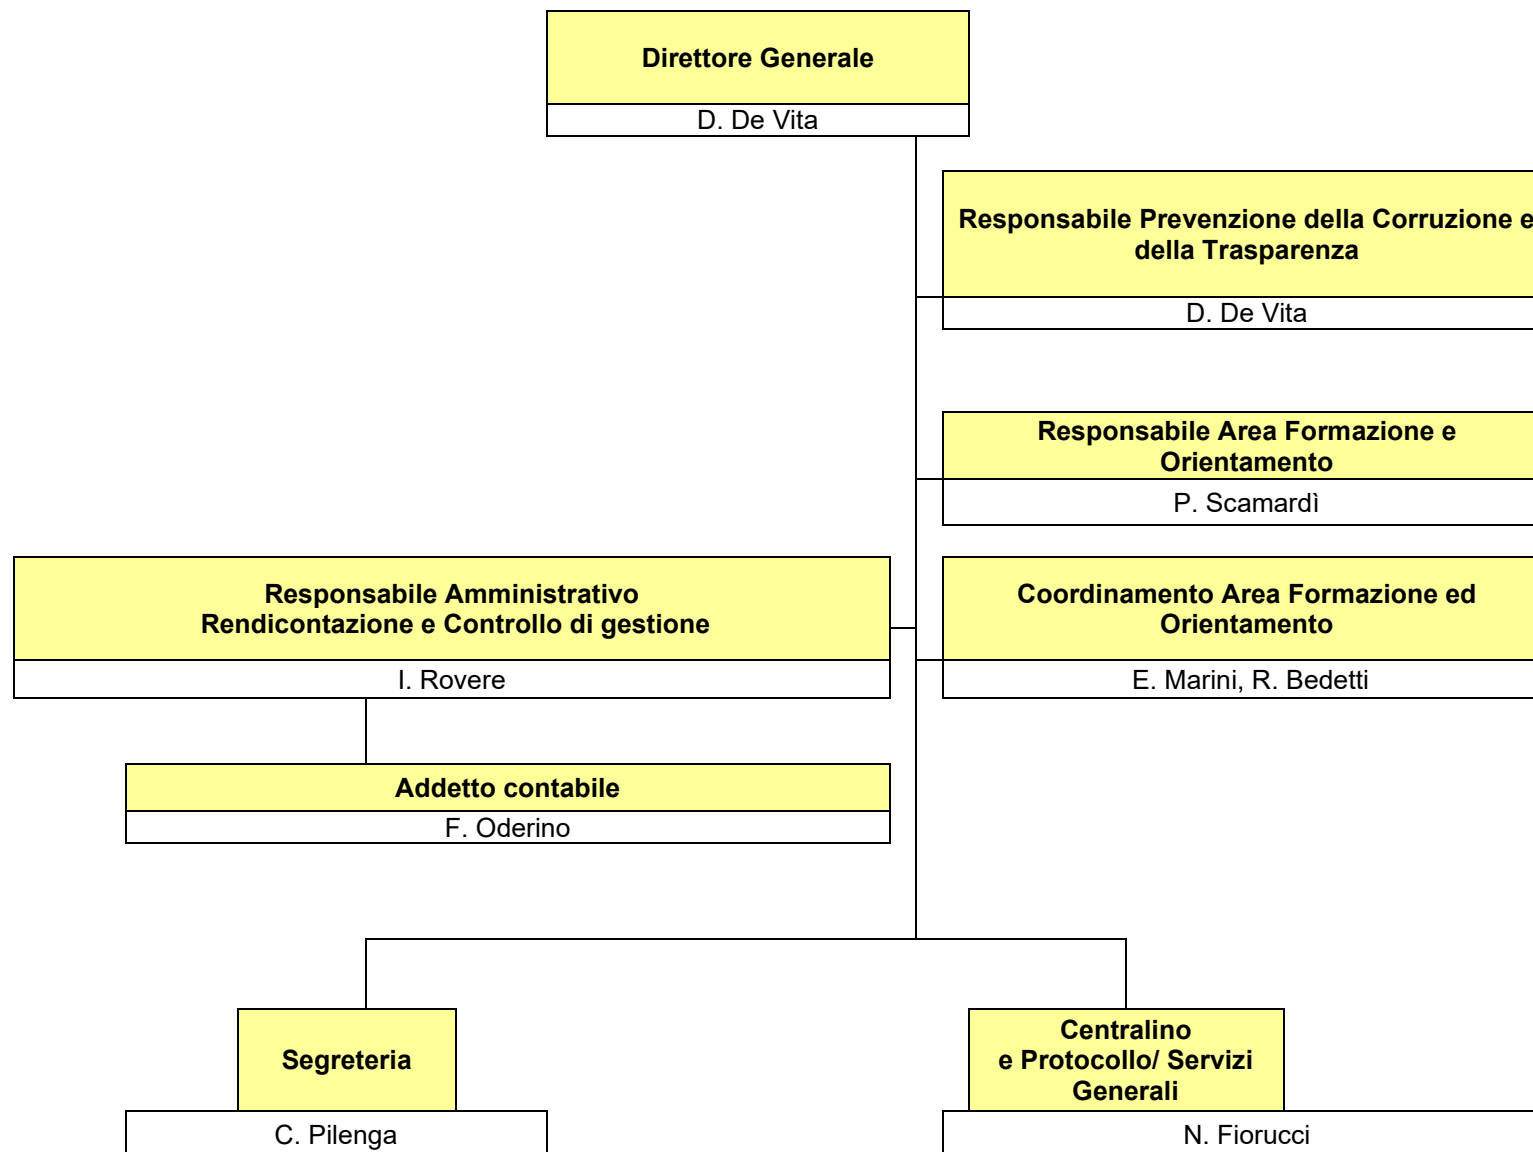 Direttore Generale
D. De Vita
Responsabile Prevenzione della Corruzione e
della Trasparenza
D. De Vita
Responsabile Area Formazione e
Orientamento
P. Scamardì
Responsabile Amministrativo
Rendicontazione e Controllo di gestione
I. Rovere
Coordinamento Area Formazione ed
Orientamento
E. Marini, R. Bedetti
Addetto contabile
F. Oderino
Segreteria
C. Pilenga
Centralino
e Protocollo/ Servizi
Generali
N. Fiorucci